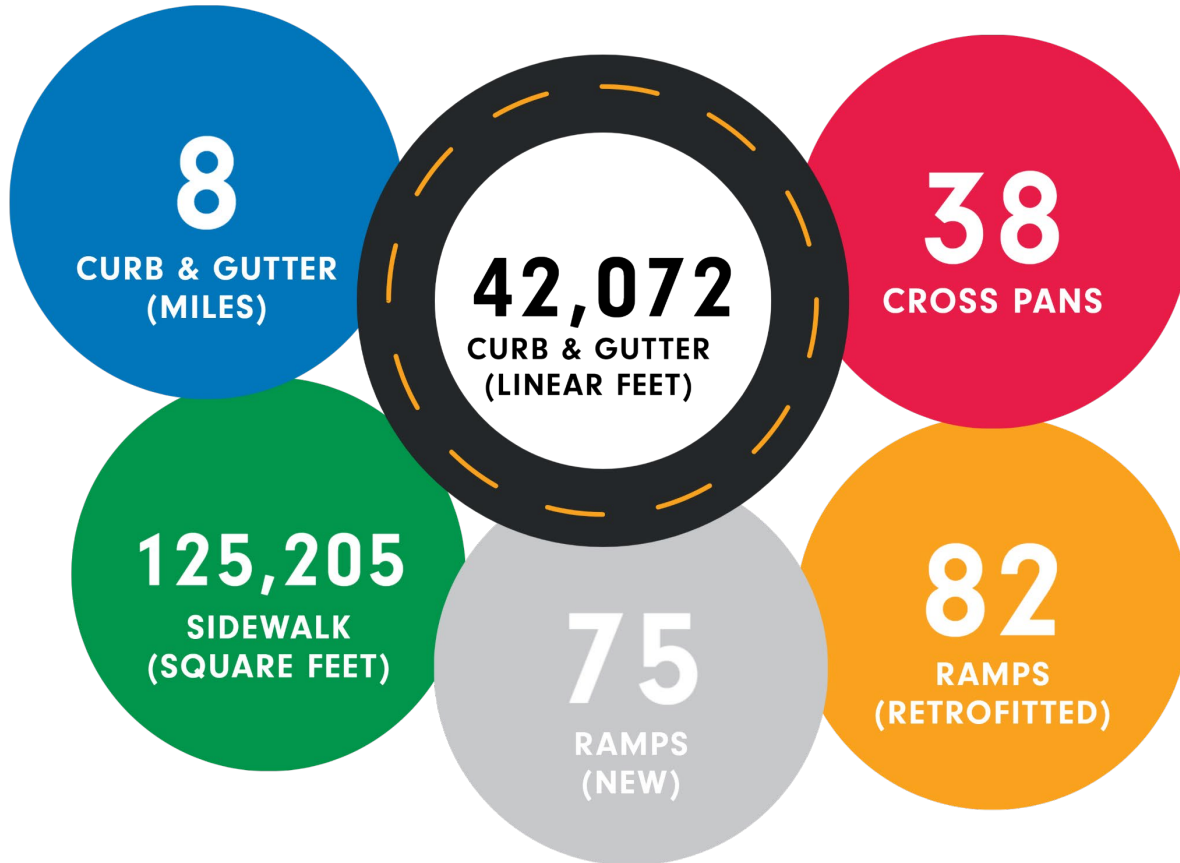 8
CURB & GUTTER
(MILES)
42,072
CURB & GUTTER
(LINEAR FEET)
38
CROSS PANS
125,205
SIDEWALK
(SQUARE FEET)
75
RAMPS
(NEW)
82
RAMPS
(RETROFITTED)